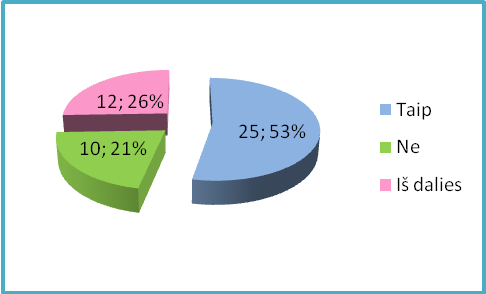 12; 26%
25; 53%
10; 21%
Taip
Ne
Iš dalies